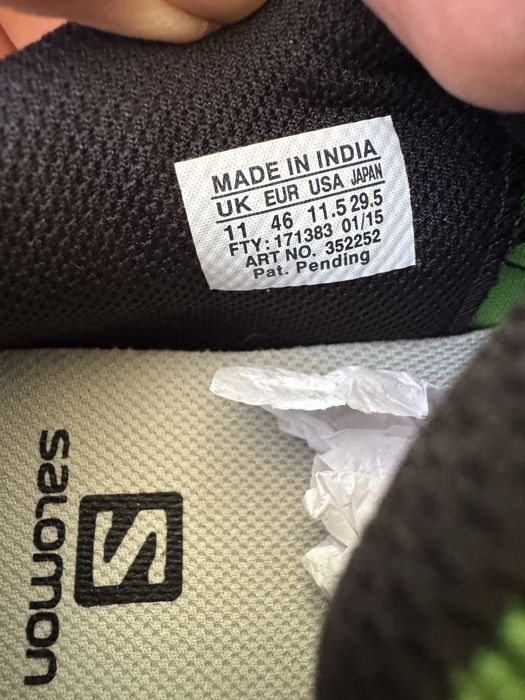 MADE IN INDIA
UK EUR USA JAPAN
11 46 11.5 29.5
FTY: 171383 01/15
ART NO. 352252
Pat. Pending
salomon